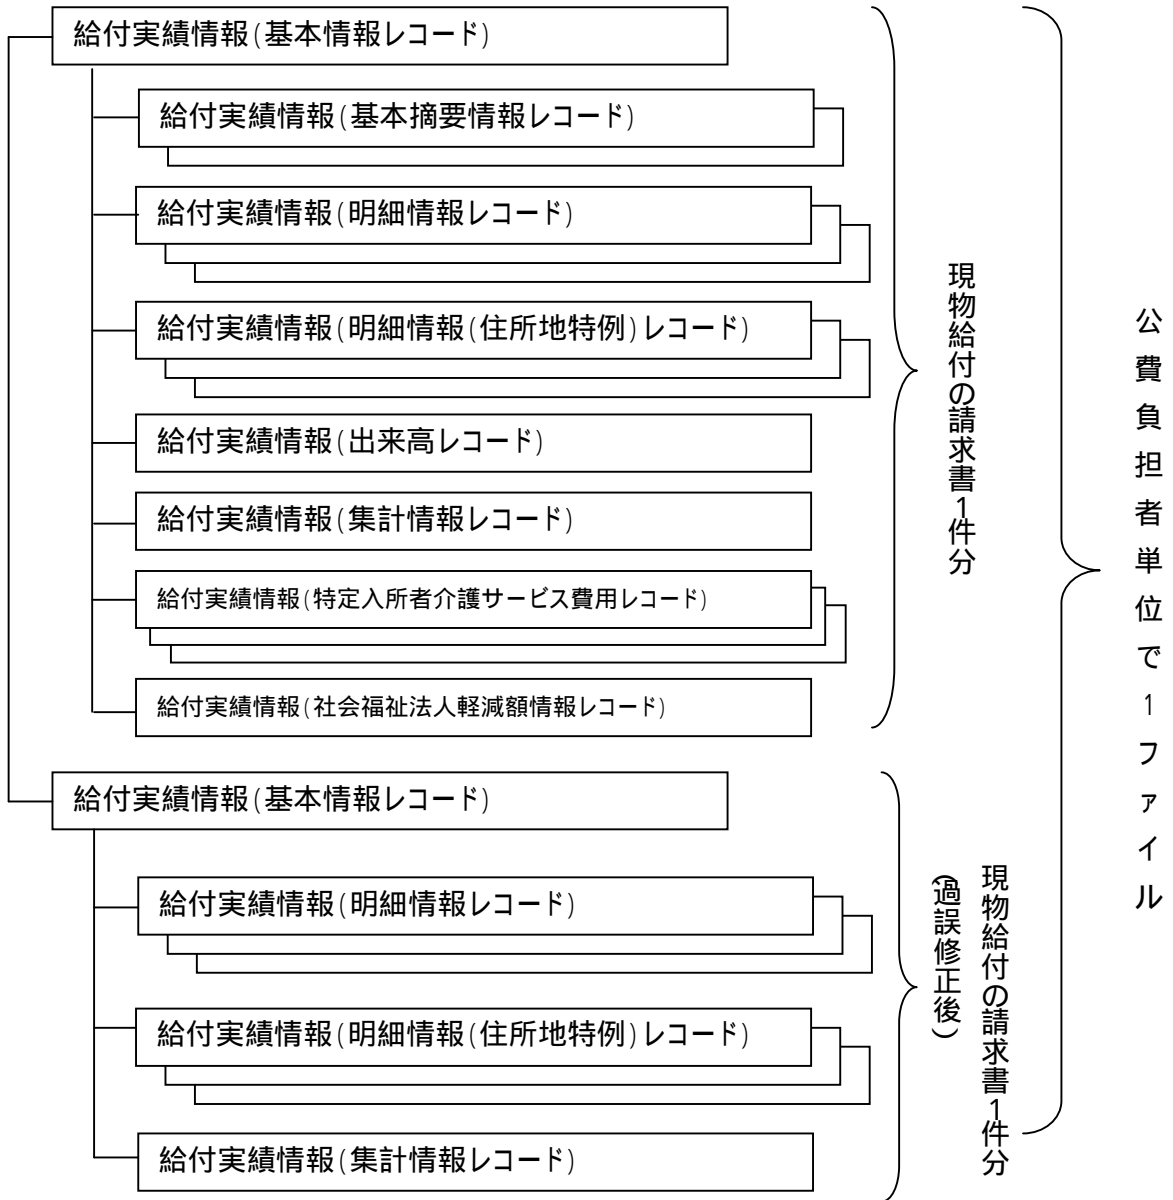 給付実績情報(基本情報レコード)
給付実績情報(基本摘要情報レコード)
給付実績情報(明細情報レコード)
給付実績情報(明細情報(住所地特例)レコード)
給付実績情報(出来高レコード)
給付実績情報(集計情報レコード)
給付実績情報(特定入所者介護サービス費用レコード)
給付実績情報(社会福祉法人軽減額情報レコード)
現物給付の請求書1件分
給付実績情報(基本情報レコード)
給付実績情報(明細情報レコード)
給付実績情報(明細情報(住所地特例)レコード)
給付実績情報(集計情報レコード)
現物給付の請求書1件分
(過誤修正後)
公費負担者単位で1ファイル